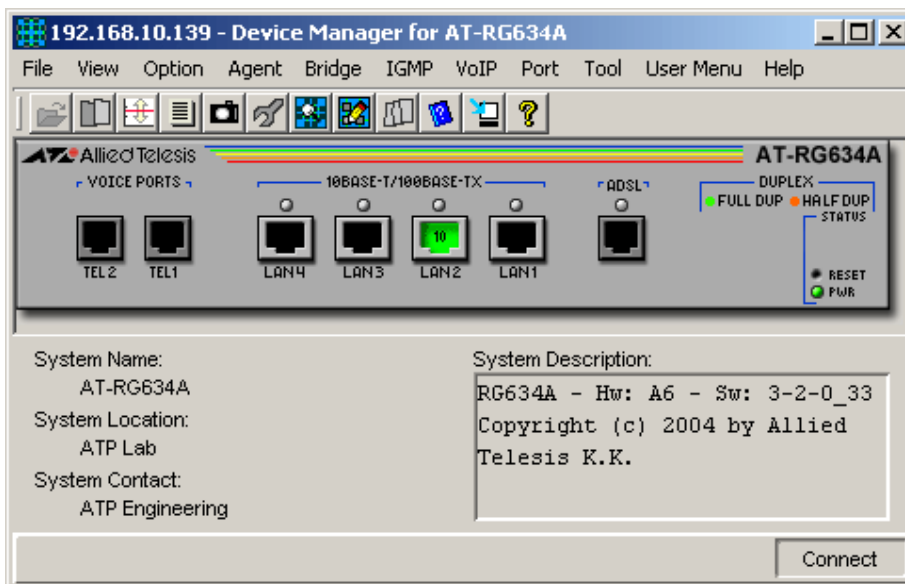 192.168.10.139 - Device Manager for AT-RG634A
File View Option Agent Bridge IGMP VoIP Port Tool User Menu Help
Allied Telesis
AT-RG634A
VOICE PORTS
10BASE-T/100BASE-TX
ADSL
DUPLEX
FULL DUP
HALF DUP
STATUS
10
TEL2
TEL1
LAN4
LAN3
LAN2
LAN1
RESET
PWR
System Name:
AT-RG634A
System Location:
ATP Lab
System Contact:
ATP Engineering
System Description:
RG634A - Hw: A6 - Sw: 3-2-0_33
Copyright (c) 2004 by Allied
Telesis K.K.
Connect